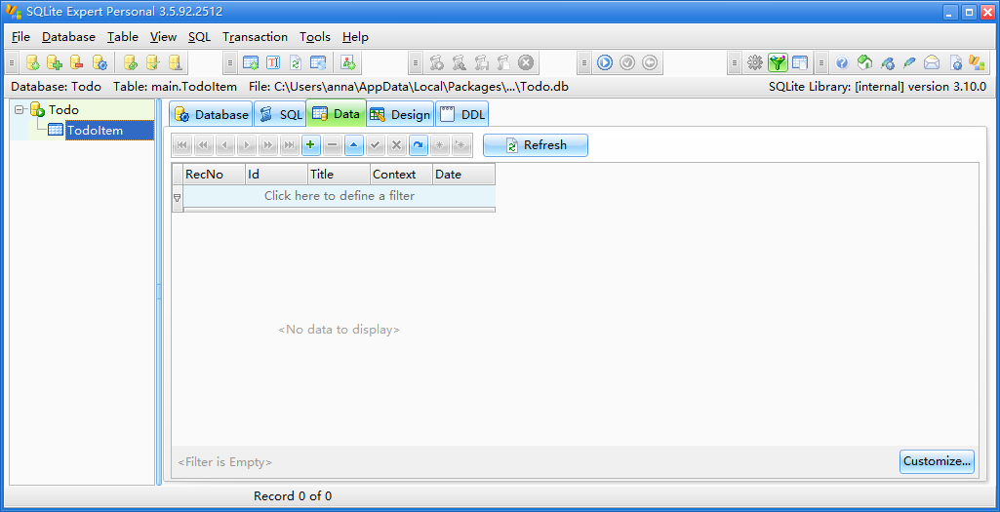 SQLite Expert Personal 3.5.92.2512
File Database Table View SQL Transaction Tools Help
Database: Todo Table: main.TodoItem File: C:\Users\anna\AppData\Local\Packages\...\Todo.db SQLite Library: [internal] version 3.10.0
Todo
TodoItem
Database SQL Data Design DDL
Refresh
RecNo Id Title Context Date
Click here to define a filter
<No data to display>
<Filter is Empty>
Customize...
Record 0 of 0